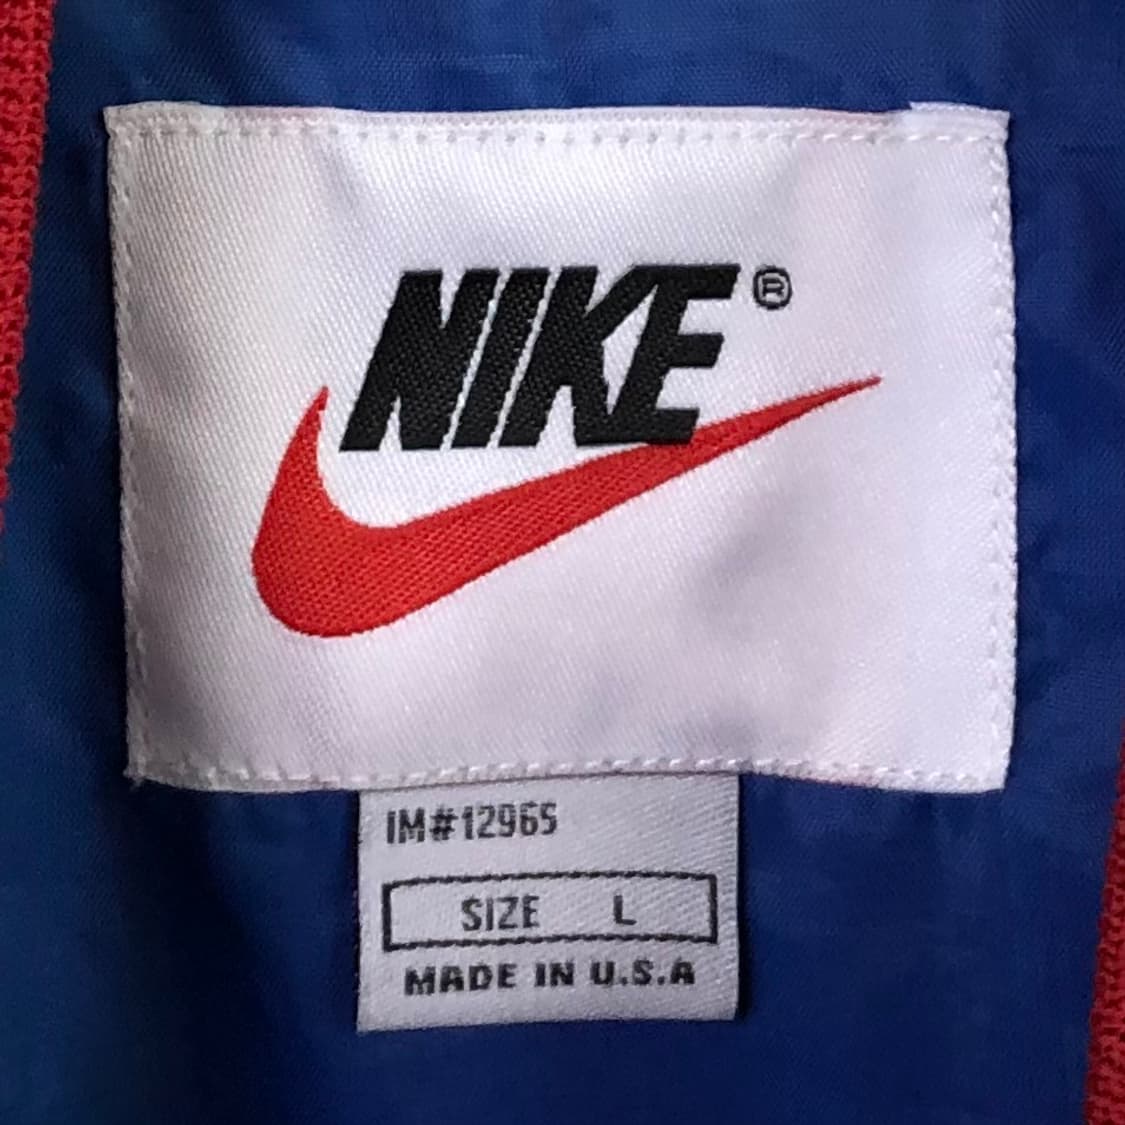 NIKE®
IM#12965
SIZE L
MADE IN U.S.A